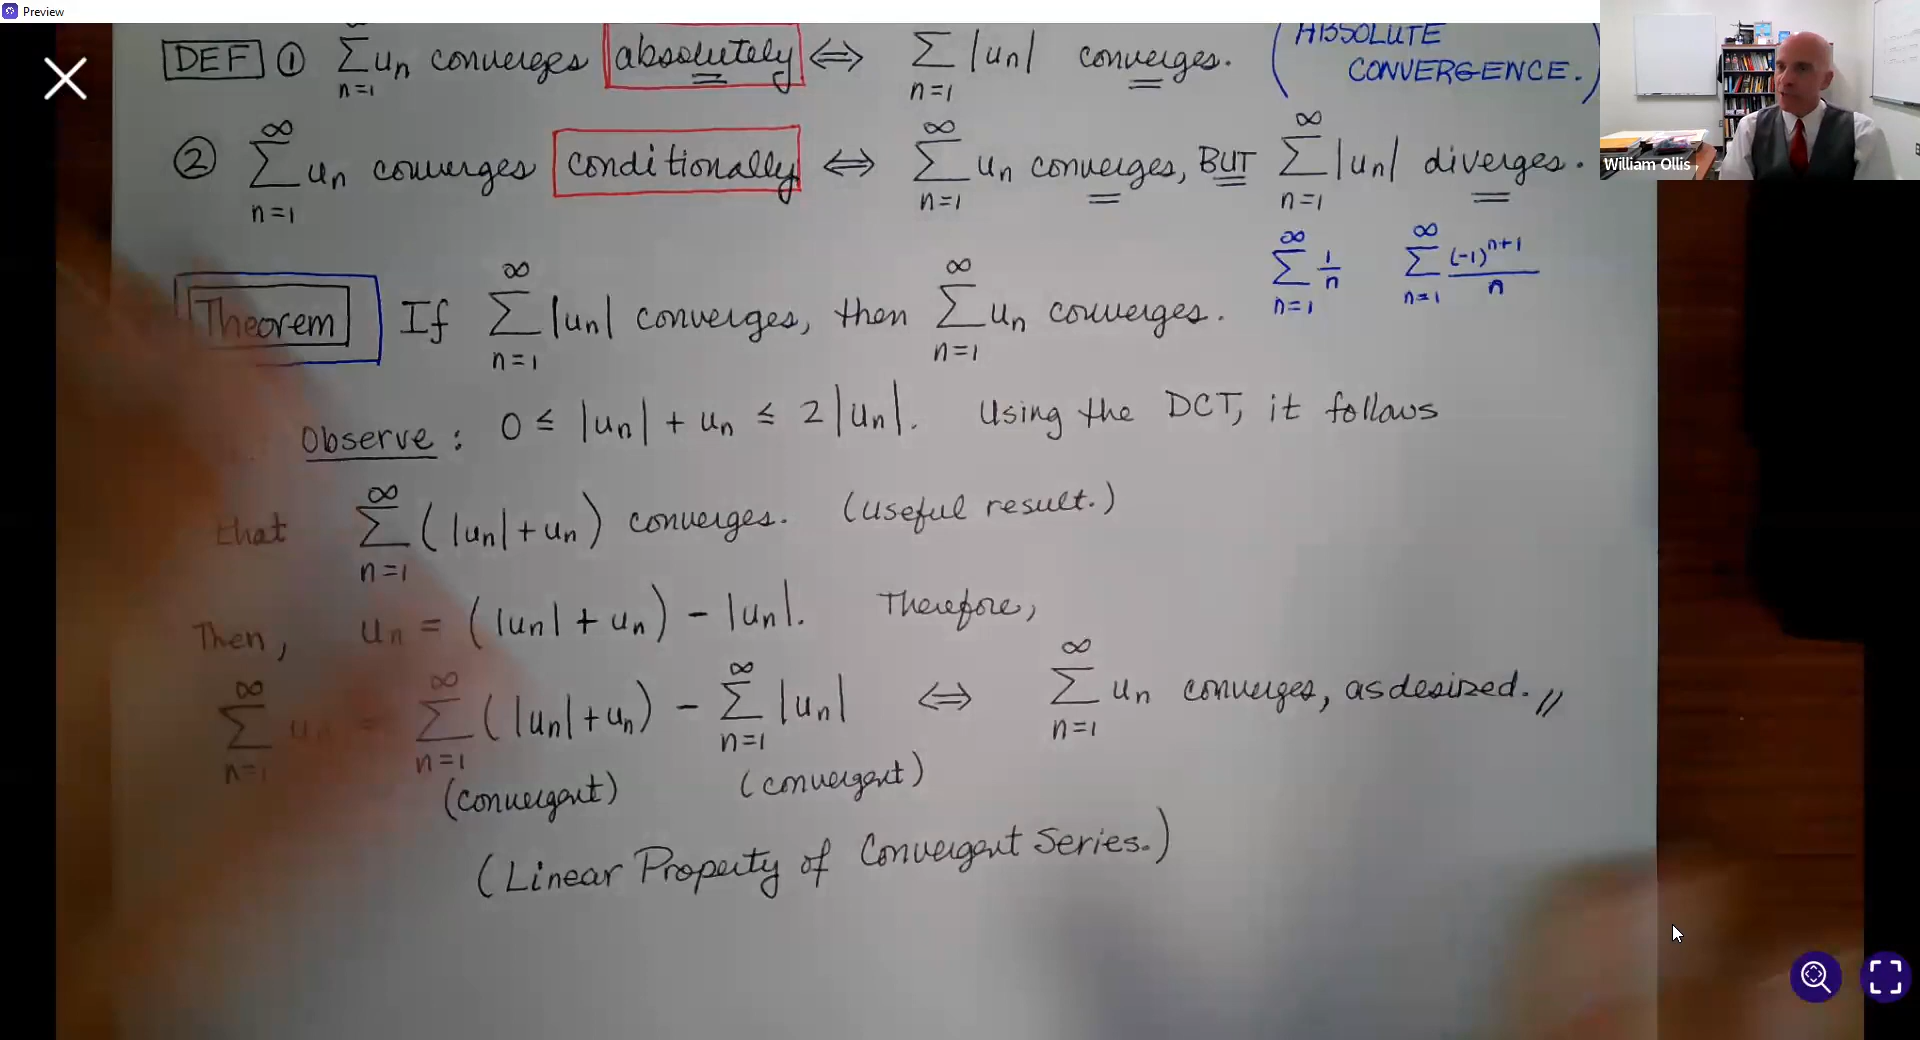 Preview
DEF ① ∑ uₙ converges absolutely ⟺ ∑ |uₙ| converges. (ABSOLUTE
n=1 n=1 CONVERGENCE.)
② ∞∑n=1 uₙ converges conditionally ⟺ ∞∑n=1 uₙ converges, BUT ∞∑n=1 |uₙ| diverges.
William Ollis
∞∑n=1 1/n ∞∑n=1 (-1)ⁿ⁺¹/n
Theorem If ∞∑n=1 |uₙ| converges, then ∞∑n=1 uₙ converges.
Observe: 0 ≤ |uₙ| + uₙ ≤ 2|uₙ|. Using the DCT, it follows
that ∞∑n=1 (|uₙ| + uₙ) converges. (useful result.)
Then, uₙ = (|uₙ| + uₙ) - |uₙ|. Therefore,
∞∑n=1 uₙ = ∞∑n=1 (|uₙ| + uₙ) - ∞∑n=1 |uₙ| ⟺ ∞∑n=1 uₙ converges, as desired. //
(convergent) (convergent)
(Linear Property of Convergent Series.)